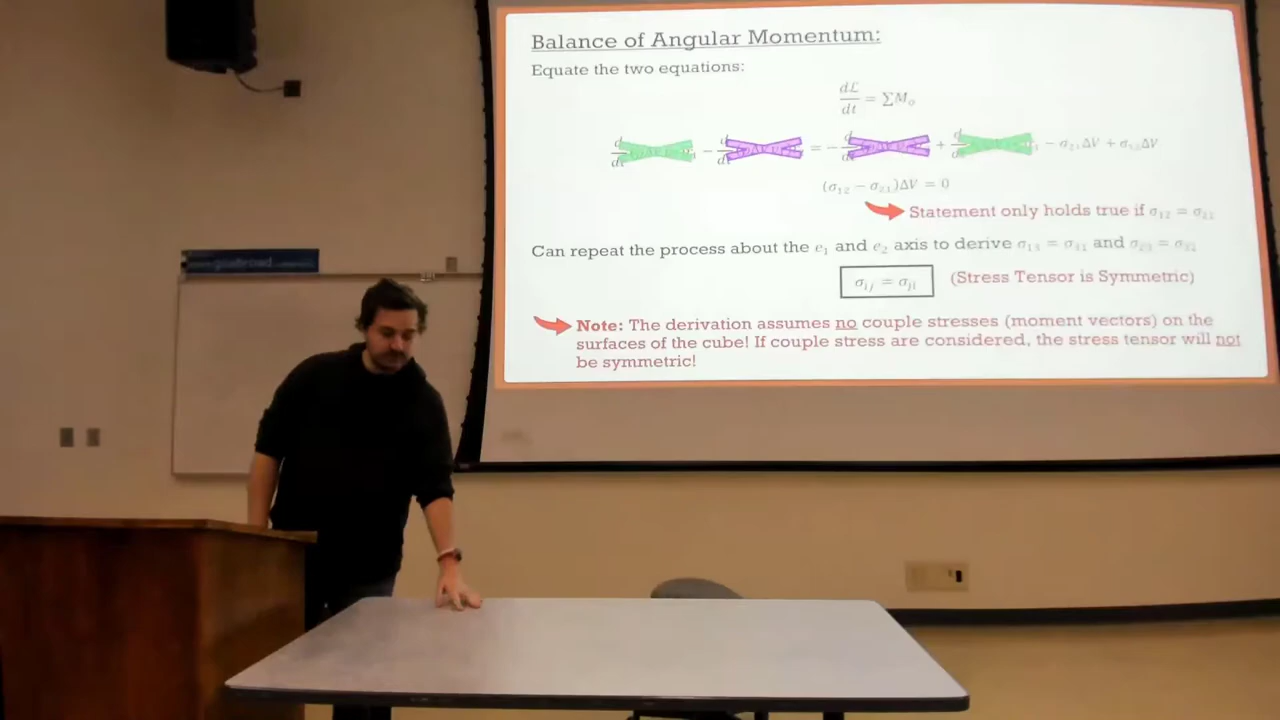 Balance of Angular Momentum:
Equate the two equations:
dℒ/dt = ΣMₒ
− σ₂₁ΔV + σ₁₂ΔV
(σ₁₂ − σ₂₁)ΔV = 0
Statement only holds true if σ₁₂ = σ₂₁
Can repeat the process about the e₁ and e₂ axis to derive σ₁₃ = σ₃₁ and σ₂₃ = σ₃₂
σᵢⱼ = σⱼᵢ (Stress Tensor is Symmetric)
Note: The derivation assumes no couple stresses (moment vectors) on the
surfaces of the cube! If couple stress are considered, the stress tensor will not
be symmetric!